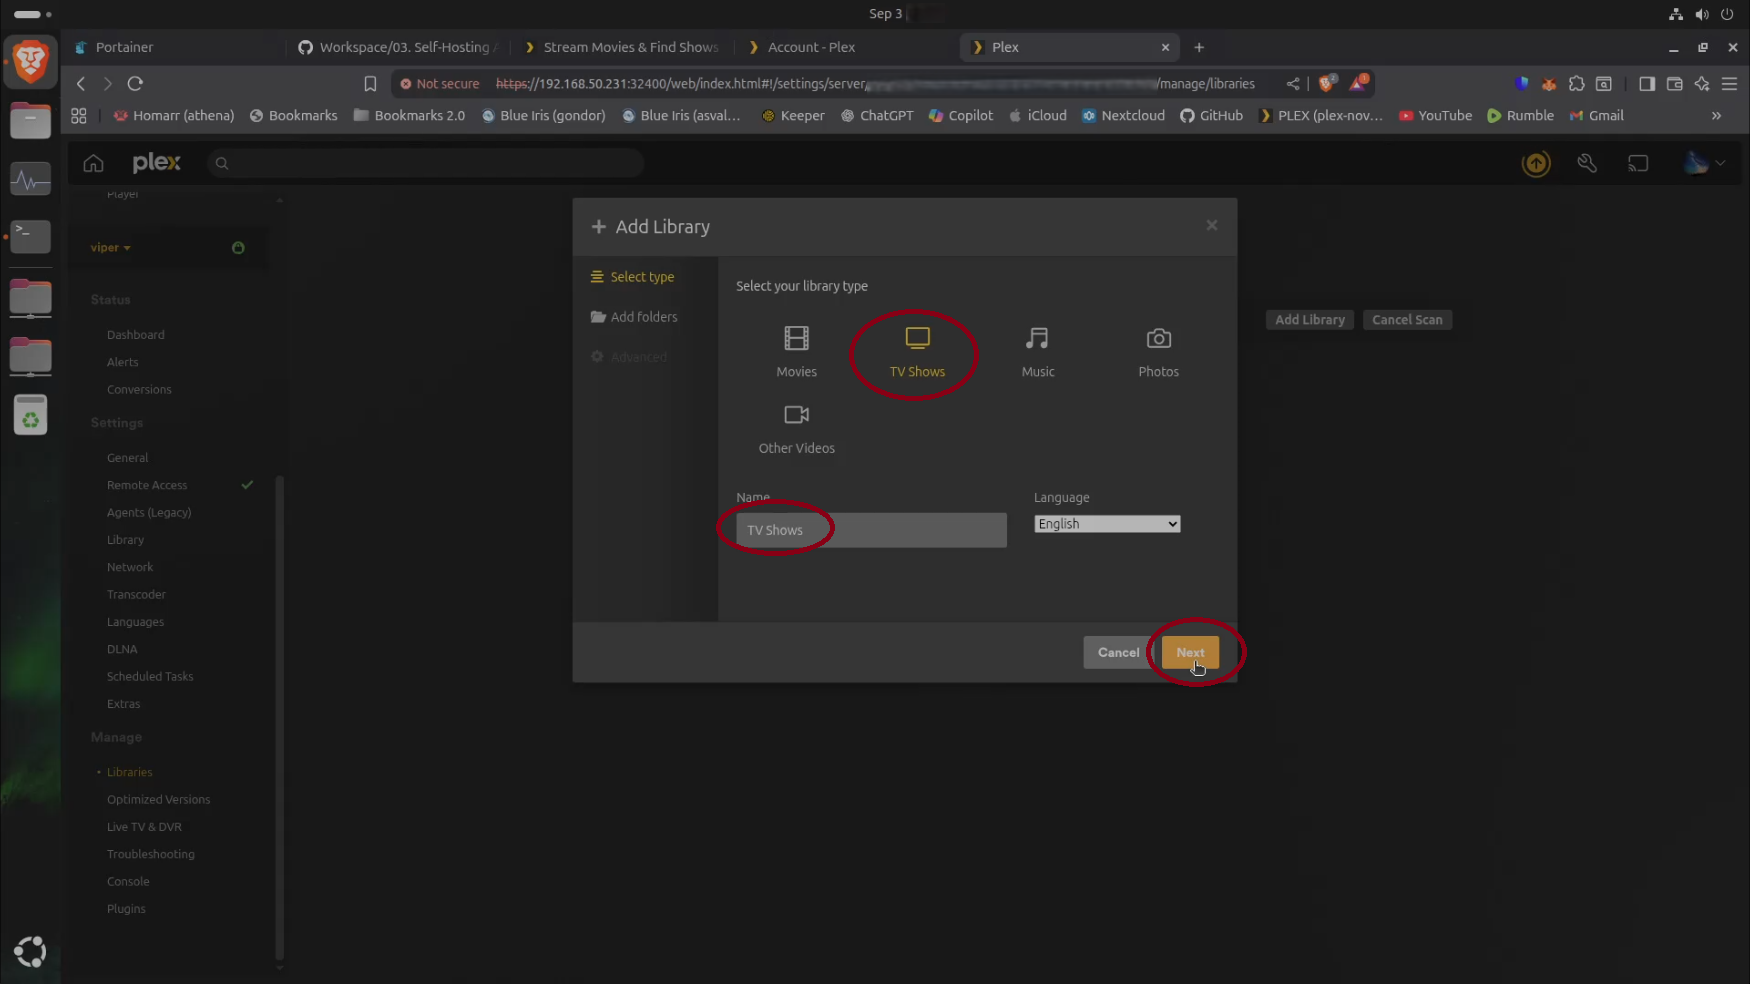 Sep 3
Portainer
Workspace/03. Self-Hosting A
Stream Movies & Find Shows
Account - Plex
Plex
Not secure
https://192.168.50.231:32400/web/index.html#!/settings/server,
/manage/libraries
Homarr (athena)
Bookmarks
Bookmarks 2.0
Blue Iris (gondor)
Blue Iris (asval...
Keeper
ChatGPT
Copilot
iCloud
Nextcloud
GitHub
PLEX (plex-nov...
YouTube
Rumble
Gmail
plex
Player
viper
Status
Dashboard
Alerts
Conversions
Settings
General
Remote Access
Agents (Legacy)
Library
Network
Transcoder
Languages
DLNA
Scheduled Tasks
Extras
Manage
Libraries
Optimized Versions
Live TV & DVR
Troubleshooting
Console
Plugins
Add Library
Cancel Scan
Add Library
Select type
Add folders
Advanced
Select your library type
Movies
TV Shows
Music
Photos
Other Videos
Name
Language
TV Shows
English
Cancel
Next